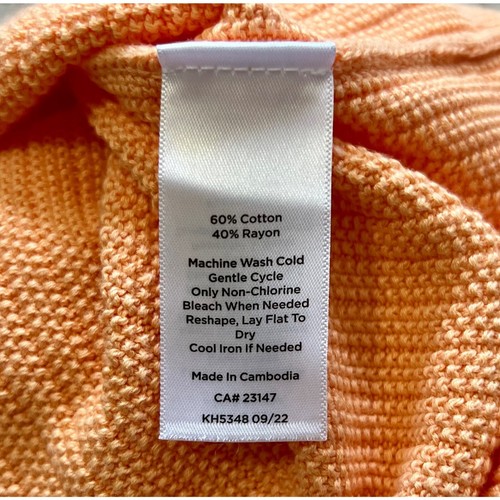 60% Cotton
40% Rayon
Machine Wash Cold
Gentle Cycle
Only Non-Chlorine
Bleach When Needed
Reshape, Lay Flat To
Dry
Cool Iron If Needed
Made In Cambodia
CA# 23147
KH5348 09/22